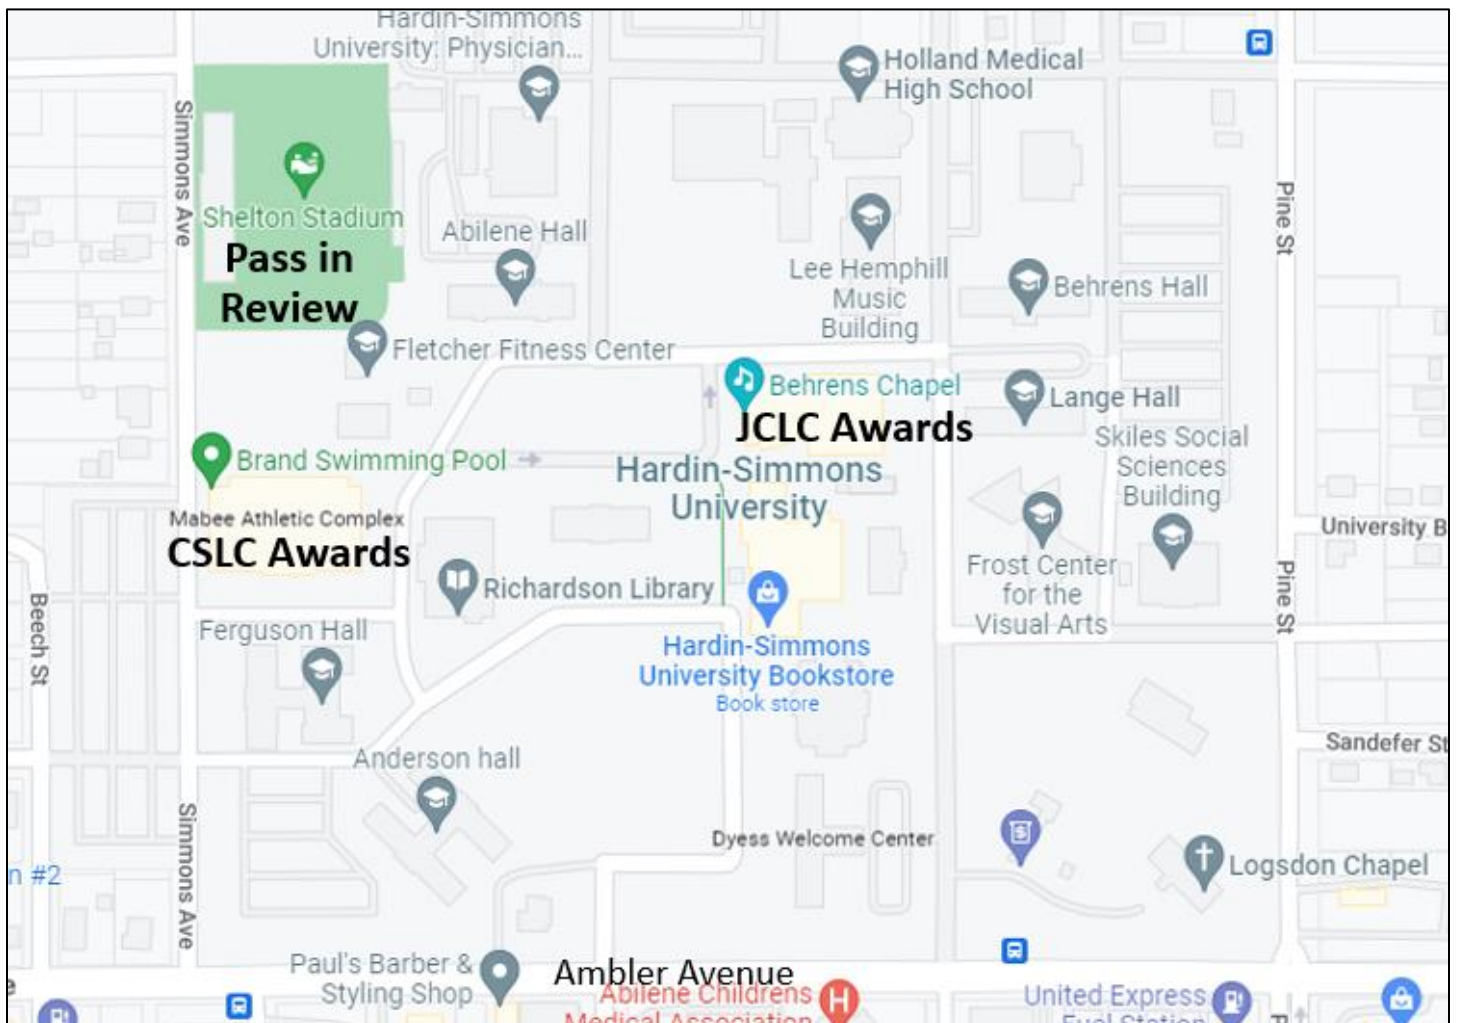 Hardin-Simmons
University: Physician...
Holland Medical
High School
Simmons Ave
Shelton Stadium
Pass in
Review
Abilene Hall
Lee Hemphill
Music
Building
Behrens Hall
Pine St
Fletcher Fitness Center
Behrens Chapel
JCLC Awards
Lange Hall
Skiles Social
Sciences
Building
Brand Swimming Pool
Hardin-Simmons
University
Mabee Athletic Complex
CSLC Awards
University B
Richardson Library
Frost Center
for the
Visual Arts
Pine St
Beech St
Ferguson Hall
Hardin-Simmons
University Bookstore
Book store
Sandefer St
Anderson hall
Simmons Ave
Dyess Welcome Center
n #2
Logsdon Chapel
Paul's Barber &
Styling Shop
Ambler Avenue
Abilene Childrens
Medical Association
H
United Express
Fuel Station